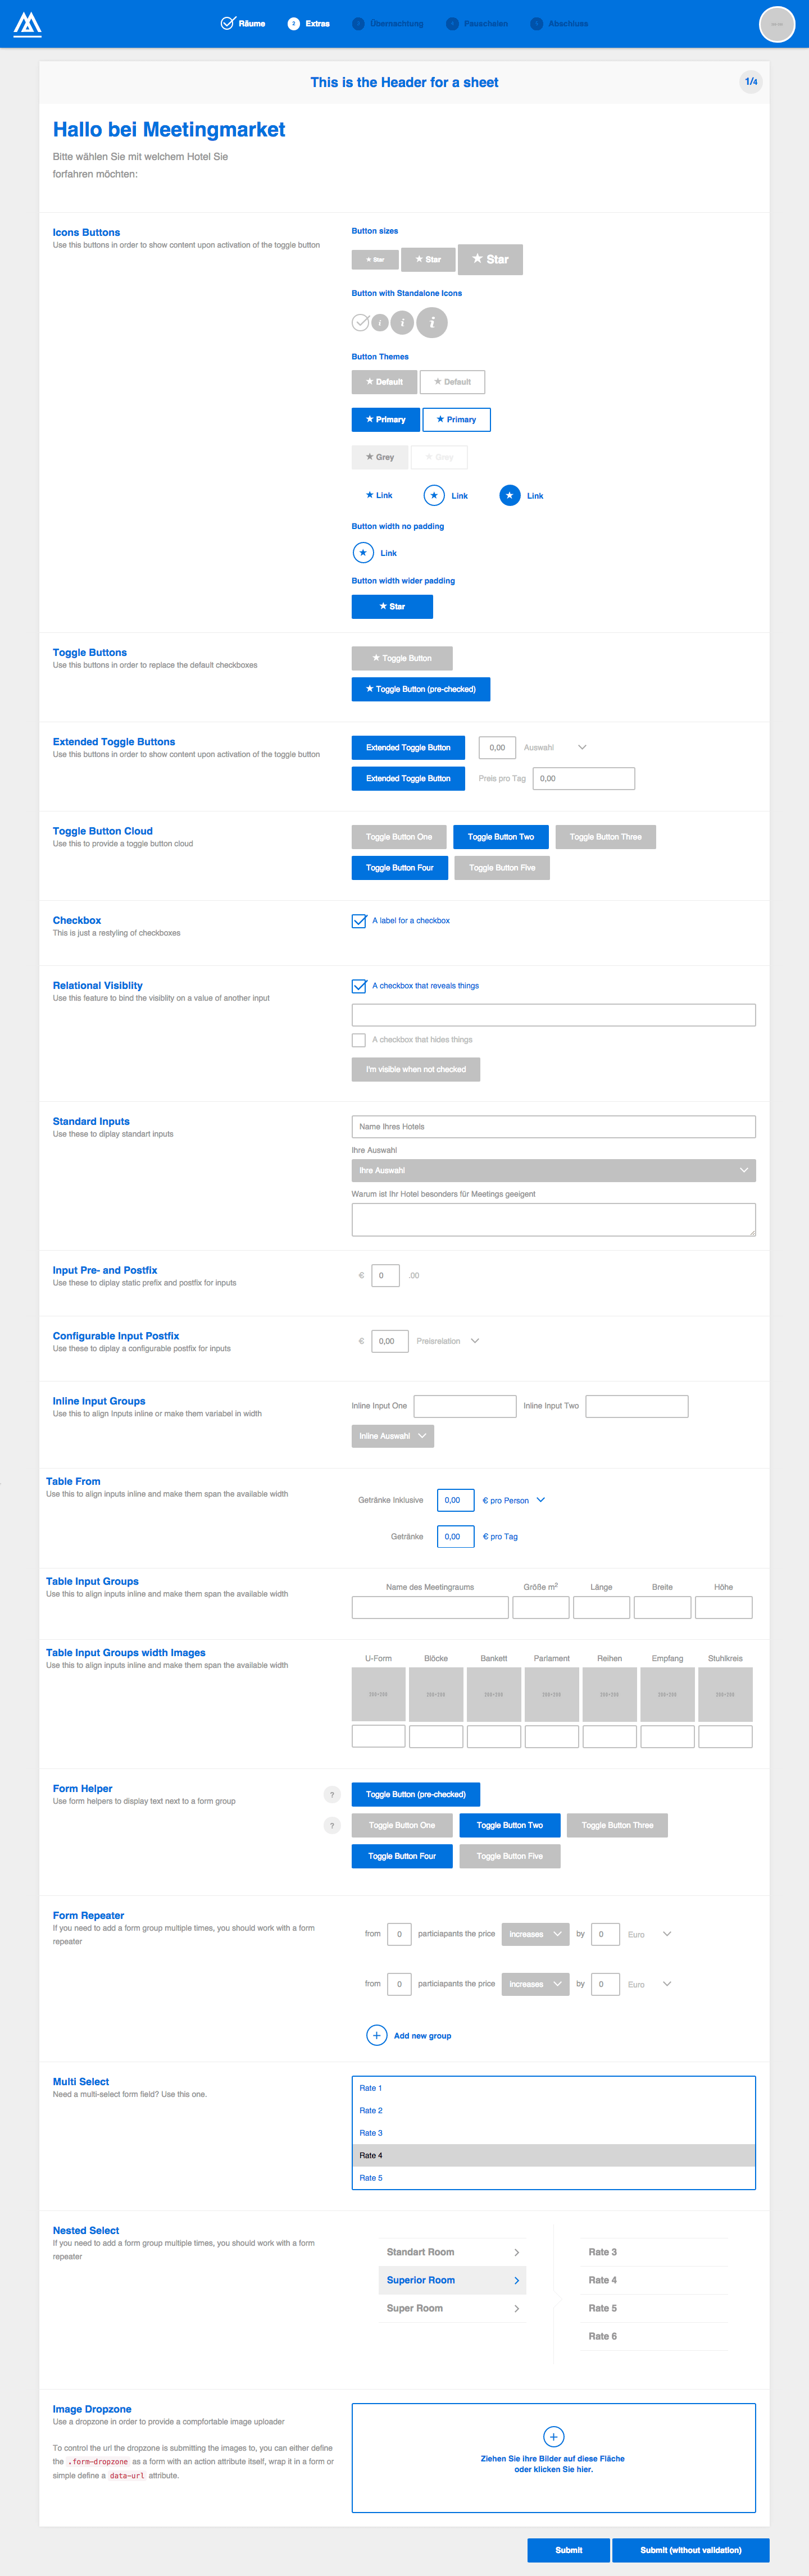 Räume
2 Extras
3 Übernachtung
4 Pauschalen
5 Abschluss
This is the Header for a sheet
1/4
Hallo bei Meetingmarket
Bitte wählen Sie mit welchem Hotel Sie
forfahren möchten:
Icons Buttons
Use this buttons in order to show content upon activation of the toggle button
Button sizes
Star Star Star
Button with Standalone Icons
i i i
Button Themes
Default Default
Primary Primary
Grey Grey
Link Link Link
Button width no padding
Link
Button width wider padding
Star
Toggle Buttons
Use this buttons in order to replace the default checkboxes
Toggle Button
Toggle Button (pre-checked)
Extended Toggle Buttons
Use this buttons in order to show content upon activation of the toggle button
Extended Toggle Button 0,00 Auswahl
Extended Toggle Button Preis pro Tag 0,00
Toggle Button Cloud
Use this to provide a toggle button cloud
Toggle Button One Toggle Button Two Toggle Button Three
Toggle Button Four Toggle Button Five
Checkbox
This is just a restyling of checkboxes
A label for a checkbox
Relational Visiblity
Use this feature to bind the visiblity on a value of another input
A checkbox that reveals things
A checkbox that hides things
I'm visible when not checked
Standard Inputs
Use these to diplay standart inputs
Name Ihres Hotels
Ihre Auswahl
Ihre Auswahl
Warum ist Ihr Hotel besonders für Meetings geeigent
Input Pre- and Postfix
Use these to diplay static prefix and postfix for inputs
€ 0 .00
Configurable Input Postfix
Use these to diplay a configurable postfix for inputs
€ 0,00 Preisrelation
Inline Input Groups
Use this to align Inputs inline or make them variabel in width
Inline Input One Inline Input Two
Inline Auswahl
Table From
Use this to align inputs inline and make them span the available width
Getränke Inklusive 0,00 € pro Person
Getränke 0,00 € pro Tag
Table Input Groups
Use this to align inputs inline and make them span the available width
Name des Meetingraums Größe m² Länge Breite Höhe
Table Input Groups width Images
Use this to align inputs inline and make them span the available width
U-Form Blöcke Bankett Parlament Reihen Empfang Stuhlkreis
200×200 200×200 200×200 200×200 200×200 200×200 200×200
Form Helper
Use form helpers to display text next to a form group
? Toggle Button (pre-checked)
? Toggle Button One Toggle Button Two Toggle Button Three
Toggle Button Four Toggle Button Five
Form Repeater
If you need to add a form group multiple times, you should work with a form
repeater
from 0 particiapants the price increases by 0 Euro
from 0 particiapants the price increases by 0 Euro
Add new group
Multi Select
Need a multi-select form field? Use this one.
Rate 1
Rate 2
Rate 3
Rate 4
Rate 5
Nested Select
If you need to add a form group multiple times, you should work with a form
repeater
Standart Room
Superior Room
Super Room
Rate 3
Rate 4
Rate 5
Rate 6
Image Dropzone
Use a dropzone in order to provide a compfortable image uploader
To control the url the dropzone is submitting the images to, you can either define
the .form-dropzone as a form with an action attribute itself, wrap it in a form or
simple define a data-url attribute.
Ziehen Sie ihre Bilder auf diese Fläche
oder klicken Sie hier.
Submit
Submit (without validation)